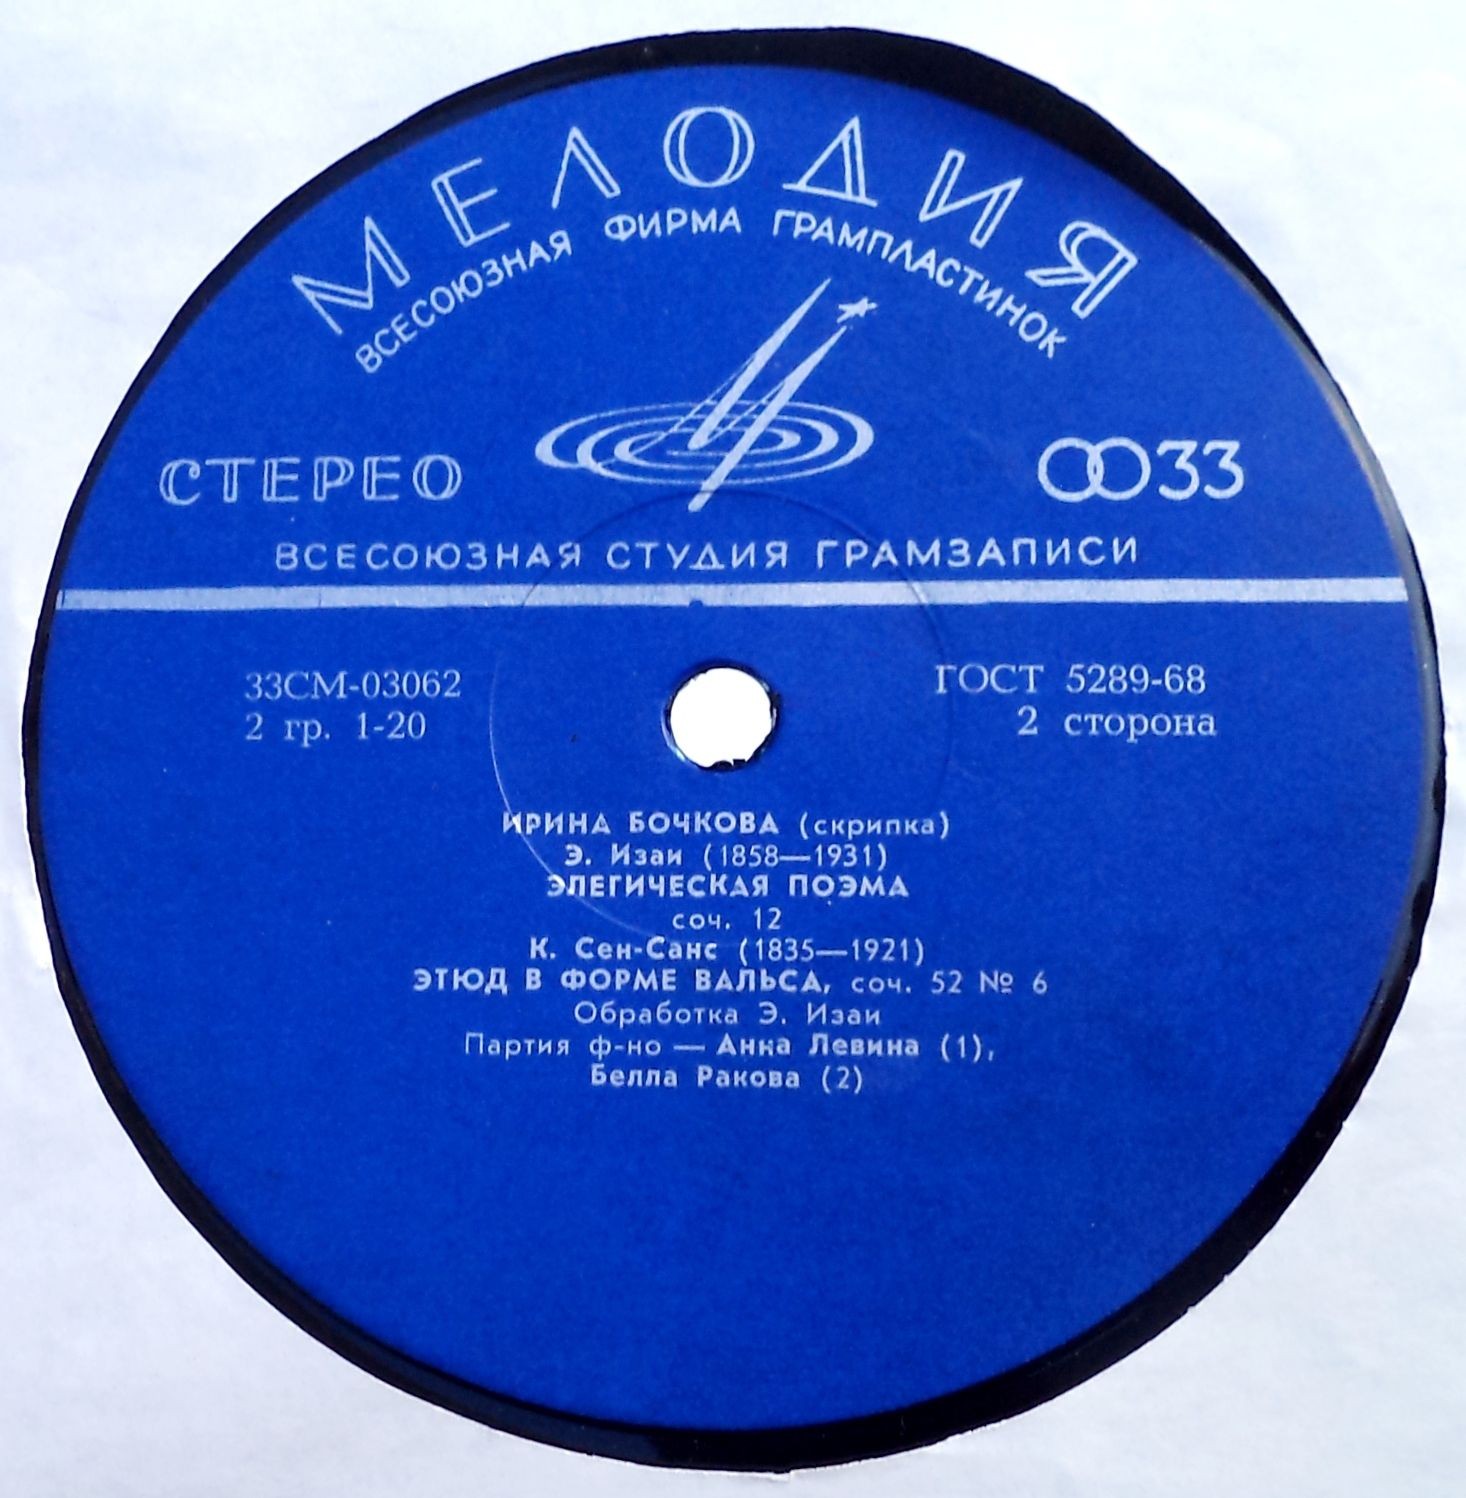 МЕЛОДИЯ
ВСЕСОЮЗНАЯ ФИРМА ГРАМПЛАСТИНОК
СТЕРЕО
33
ВСЕСОЮЗНАЯ СТУДИЯ ГРАМЗАПИСИ
33СМ-03062
ГОСТ 5289-68
2 гр. 1-20
2 сторона
ИРИНА БОЧКОВА (скрипка)
Э. Изаи (1858—1931)
ЭЛЕГИЧЕСКАЯ ПОЭМА
соч. 12
К. Сен-Санс (1835—1921)
ЭТЮД В ФОРМЕ ВАЛЬСА, соч. 52 № 6
Обработка Э. Изаи
Партия ф-но — Анна Левина (1),
Белла Ракова (2)